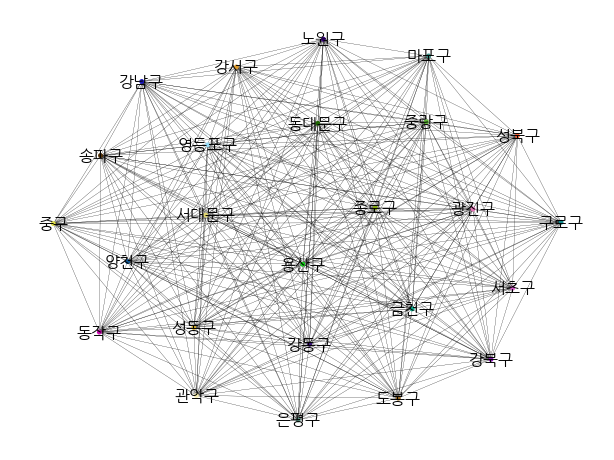 노원구
마포구
강서구
강남구
동대문구
중랑구
성북구
영등포구
송파구
종로구
광진구
서대문구
중구
구로구
양천구
용산구
서초구
금천구
동작구
성동구
강동구
강북구
관악구
도봉구
은평구